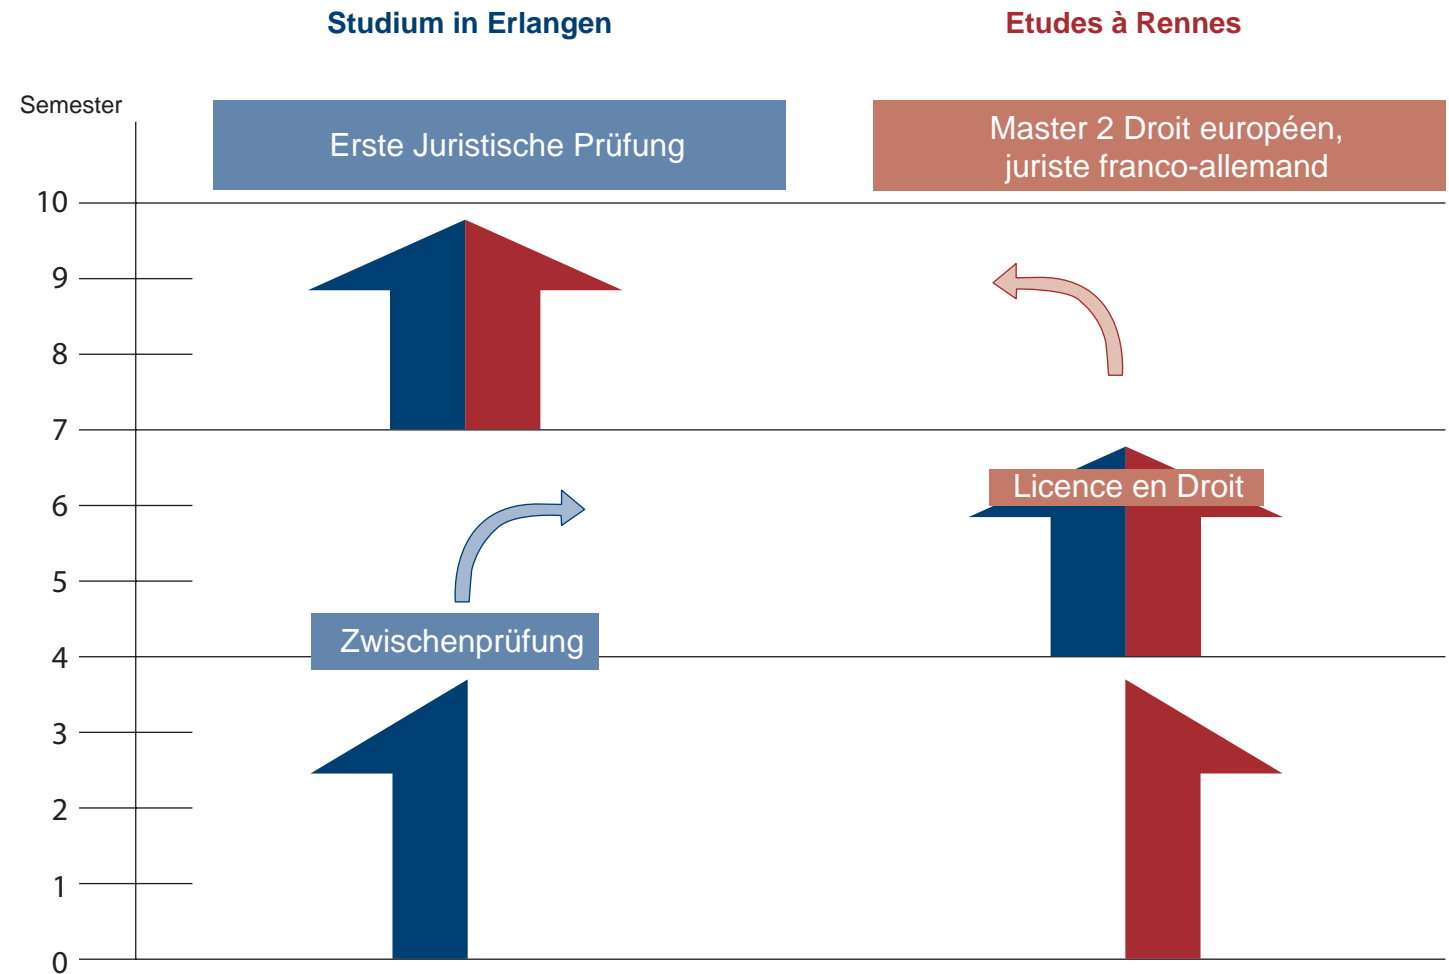 Studium in Erlangen
Etudes à Rennes
Semester
Erste Juristische Prüfung
Master 2 Droit européen,
juriste franco-allemand
10
9
8
7
Licence en Droit
6
5
Zwischenprüfung
4
3
2
1
0